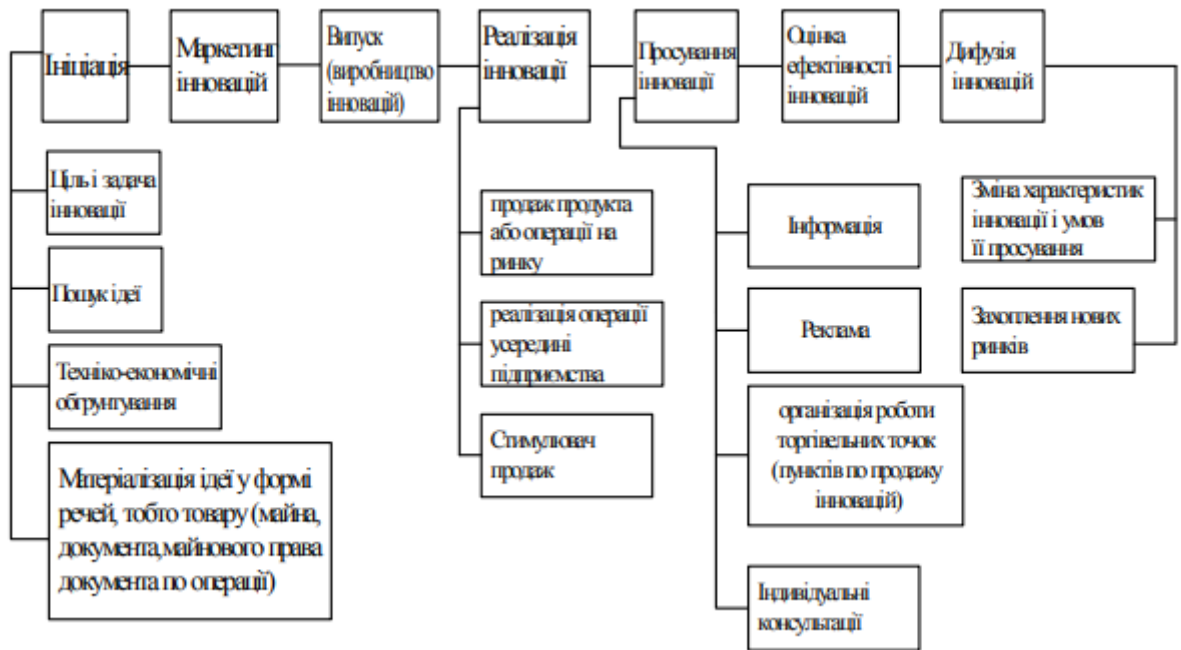 Ініціація
Маркетинг
інновацій
Випуск
(виробництво
інновацій)
Реалізація
інновації
Просування
інновації
Оцінка
ефективності
інновацій
Дифузія
інновацій
Ціль і задача
інновації
Пошук ідеї
Техніко-економічні
обгрунтування
Матеріалізація ідеї у формі
речей, тобто товару (майна,
документа,майнового права
документа по операції)
продаж продукта
або операції на
ринку
реалізація операції
усередині
підприємства
Стимулювач
продаж
Інформація
Реклама
організація роботи
торгівельних точок
(пунктів по продажу
інновацій)
Індивідуальні
консультації
Зміна характеристик
інновації і умов
її просування
Захоплення нових
ринків